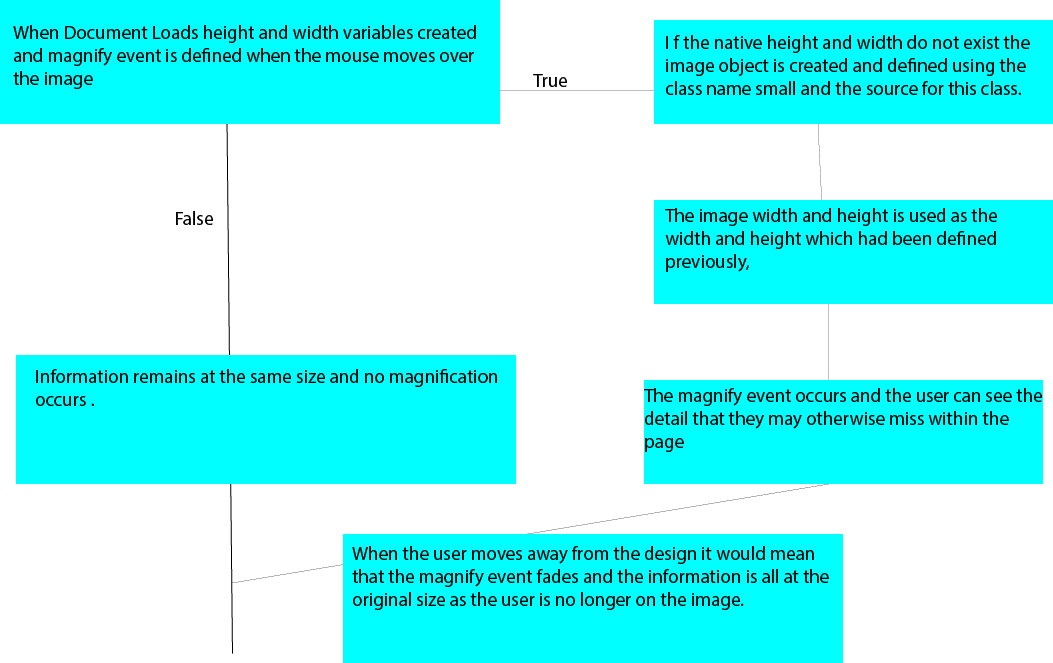 When Document Loads height and width variables created
and magnify event is defined when the mouse moves over
the image
True
I f the native height and width do not exist the
image object is created and defined using the
class name small and the source for this class.
False
The image width and height is used as the
width and height which had been defined
previously,
Information remains at the same size and no magnification
occurs .
The magnify event occurs and the user can see the
detail that they may otherwise miss within the
page
When the user moves away from the design it would mean
that the magnify event fades and the information is all at the
original size as the user is no longer on the image.